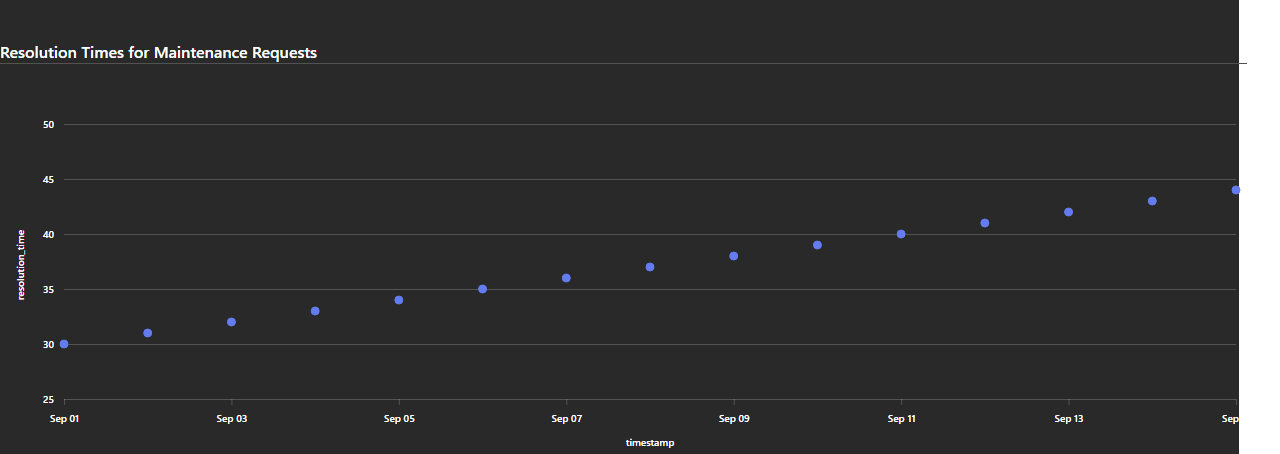 Resolution Times for Maintenance Requests
50
45
40
35
30
25
resolution_time
Sep 01 Sep 03 Sep 05 Sep 07 Sep 09 Sep 11 Sep 13 Sep
timestamp